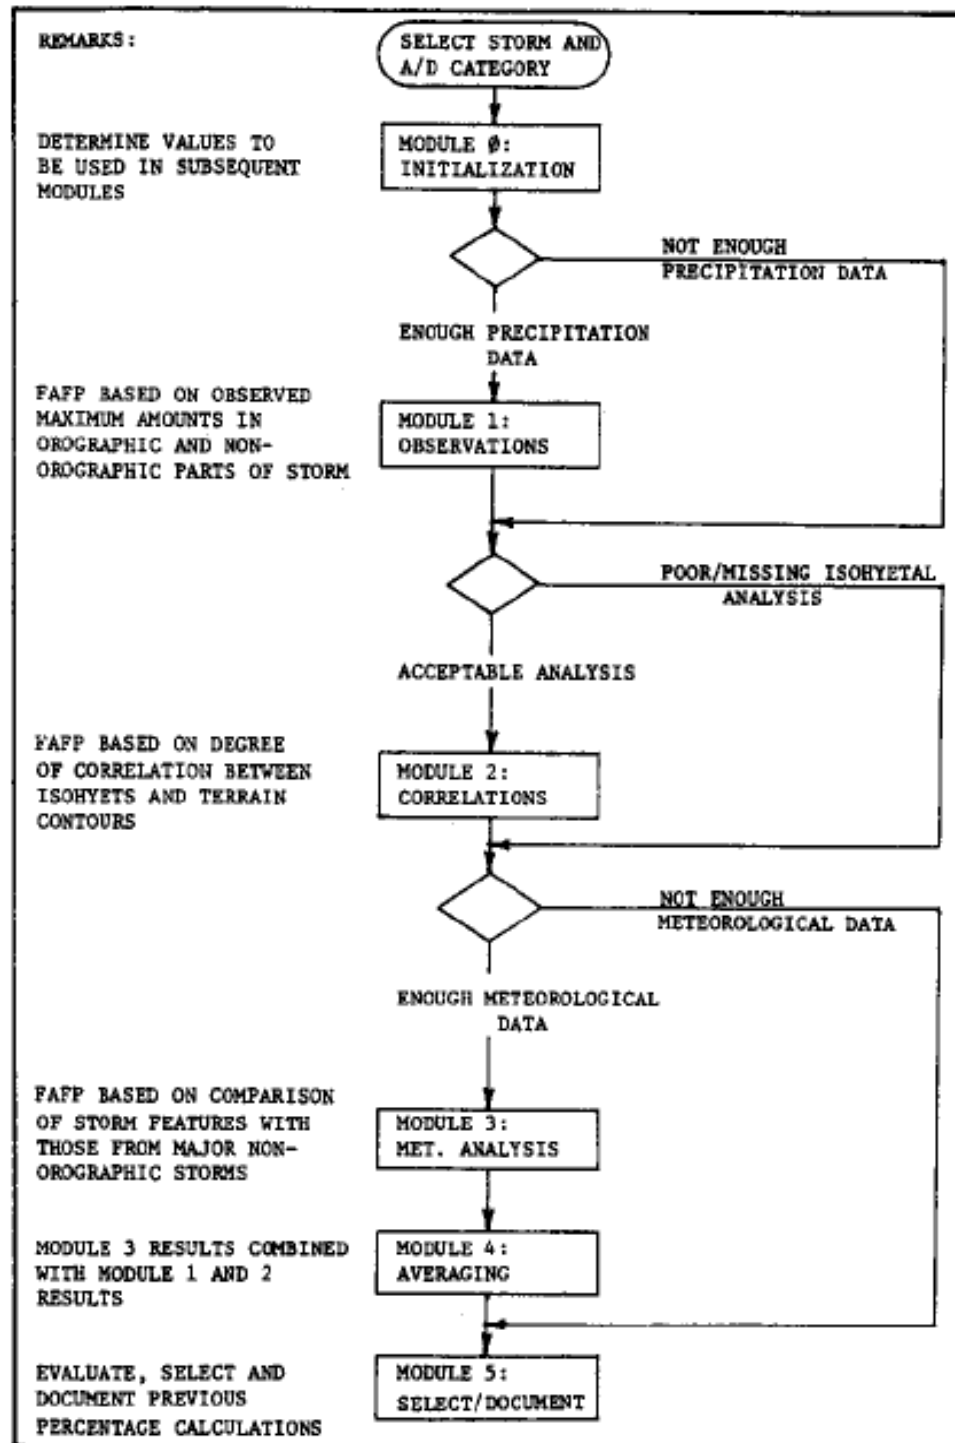 REMARKS:
SELECT STORM AND
A/D CATEGORY
DETERMINE VALUES TO
BE USED IN SUBSEQUENT
MODULES
MODULE Ø:
INITIALIZATION
NOT ENOUGH
PRECIPITATION DATA
ENOUGH PRECIPITATION
DATA
FAFP BASED ON OBSERVED
MAXIMUM AMOUNTS IN
OROGRAPHIC AND NON-
OROGRAPHIC PARTS OF STORM
MODULE 1:
OBSERVATIONS
POOR/MISSING ISOHYETAL
ANALYSIS
ACCEPTABLE ANALYSIS
FAFP BASED ON DEGREE
OF CORRELATION BETWEEN
ISOHYETS AND TERRAIN
CONTOURS
MODULE 2:
CORRELATIONS
NOT ENOUGH
METEOROLOGICAL DATA
ENOUGH METEOROLOGICAL
DATA
FAFP BASED ON COMPARISON
OF STORM FEATURES WITH
THOSE FROM MAJOR NON-
OROGRAPHIC STORMS
MODULE 3:
MET. ANALYSIS
MODULE 3 RESULTS COMBINED
WITH MODULE 1 AND 2
RESULTS
MODULE 4:
AVERAGING
EVALUATE, SELECT AND
DOCUMENT PREVIOUS
PERCENTAGE CALCULATIONS
MODULE 5:
SELECT/DOCUMENT